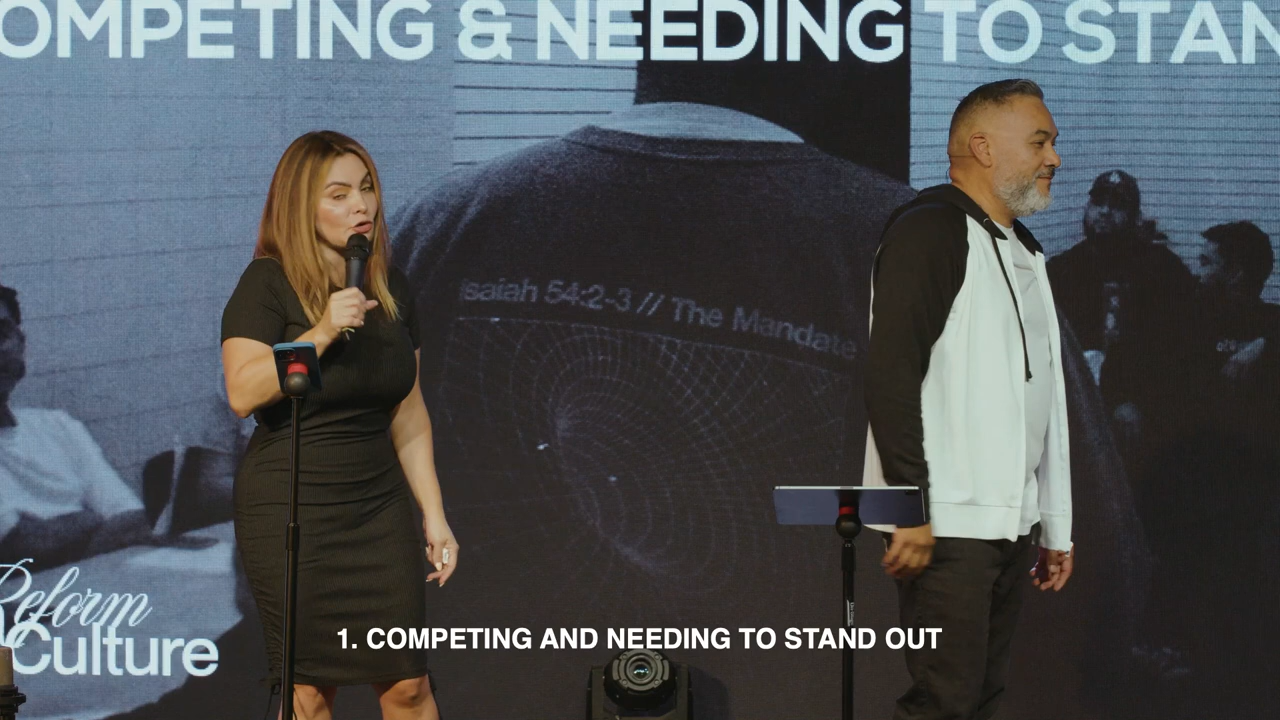 OMPETING & NEEDING TO STAN
Isaiah 54:2-3 // The Mandate
Reform
Culture
1. COMPETING AND NEEDING TO STAND OUT